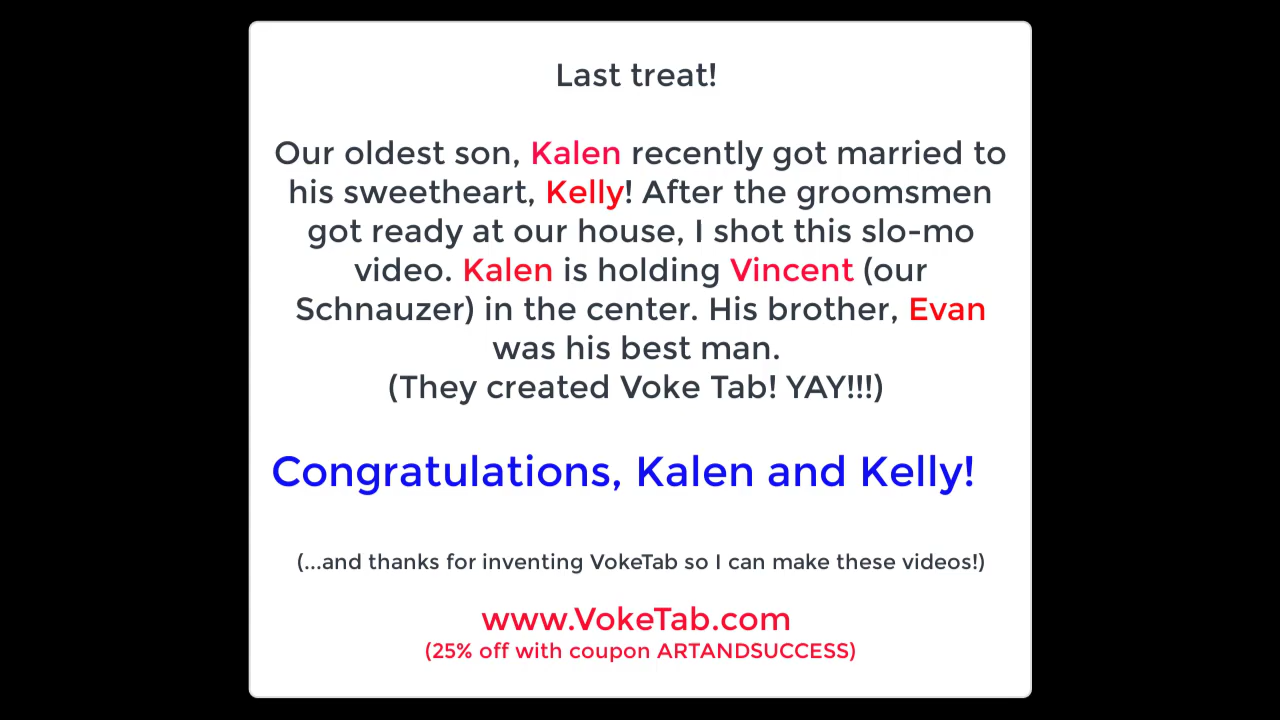 Last treat!
Our oldest son, Kalen recently got married to
his sweetheart, Kelly! After the groomsmen
got ready at our house, I shot this slo-mo
video. Kalen is holding Vincent (our
Schnauzer) in the center. His brother, Evan
was his best man.
(They created Voke Tab! YAY!!!)
Congratulations, Kalen and Kelly!
(...and thanks for inventing VokeTab so I can make these videos!)
www.VokeTab.com
(25% off with coupon ARTANDSUCCESS)